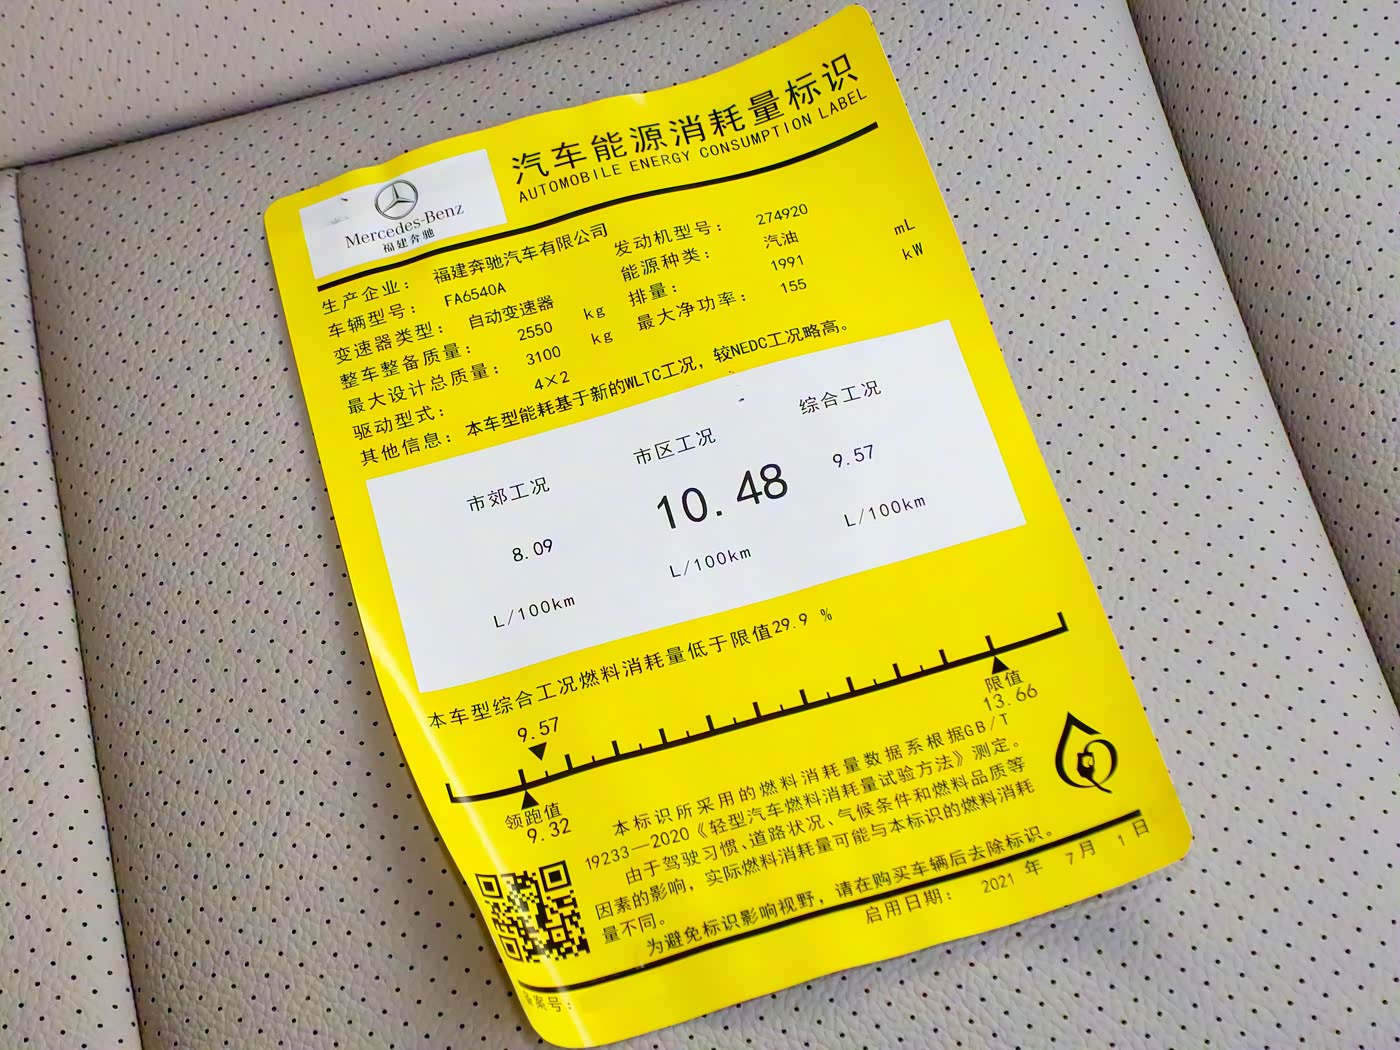 Mercedes-Benz
福建奔驰
汽车能源消耗量标识
AUTOMOBILE ENERGY CONSUMPTION LABEL
生产企业： 福建奔驰汽车有限公司
车辆型号： FA6540A
变速器类型： 自动变速器
整车整备质量： 2550 kg
最大设计总质量： 3100 kg
驱动型式： 4×2
其他信息： 本车型能耗基于新的WLTC工况，较NEDC工况略高。
发动机型号： 274920
能源种类： 汽油
排量： 1991 mL
最大净功率： 155 kW
市郊工况
8.09
L/100km
市区工况
10.48
L/100km
综合工况
9.57
L/100km
本车型综合工况燃料消耗量低于限值29.9 %
9.57
领跑值
9.32
限值
13.66
本标识所采用的燃料消耗量数据系根据GB/T
19233—2020《轻型汽车燃料消耗量试验方法》测定。
由于驾驶习惯、道路状况、气候条件和燃料品质等
因素的影响，实际燃料消耗量可能与本标识的燃料消耗
量不同。
为避免标识影响视野，请在购买车辆后去除标识。
启用日期： 2021 年 7 月 1 日
备案号：